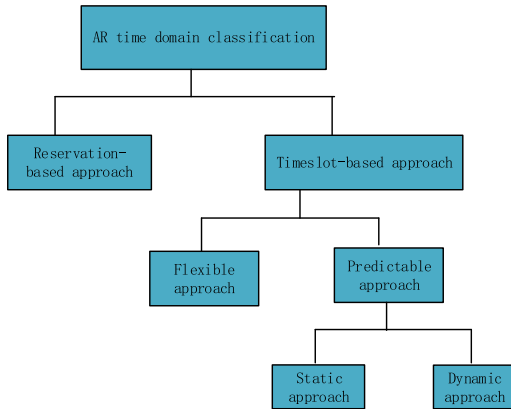 AR time domain classification
Reservation-
based approach
Timeslot-based approach
Flexible
approach
Predictable
approach
Static
approach
Dynamic
approach